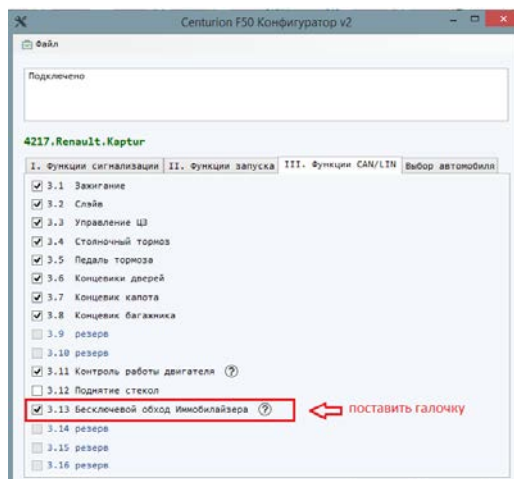 Centurion F50 Конфигуратор v2
Файл
Подключено
4217.Renault.Kaptur
I. Функции сигнализации II. Функции запуска III. Функции CAN/LIN Выбор автомобиля
3.1 Зажигание
3.2 Слэйв
3.3 Управление ЦЗ
3.4 Стояночный тормоз
3.5 Педаль тормоза
3.6 Концевики дверей
3.7 Концевик капота
3.8 Концевик багажника
3.9 резерв
3.10 резерв
3.11 Контроль работы двигателя ?
3.12 Поднятие стекол
3.13 Бесключевой обход Иммобилайзера ? поставить галочку
3.14 резерв
3.15 резерв
3.16 резерв